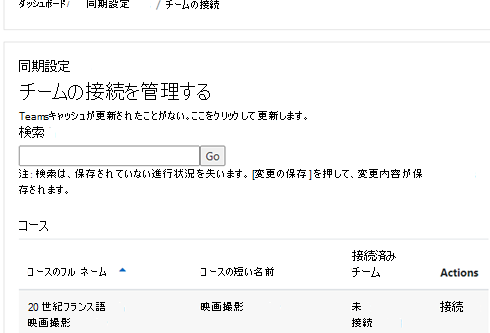 ダッシュボード/ 同期設定 / チームの接続
同期設定
チームの接続を管理する
Teamsキャッシュが更新されたことがない。ここをクリックして更新します。
検索
Go
注: 検索は、保存されていない進行状況を失います。 [変更の保存]を押して、変更内容が保
存されます。
コース
コースのフル ネーム コースの短い名前 接続済み
チーム Actions
20 世紀フランス語 映画撮影 未 接続
映画撮影 接続